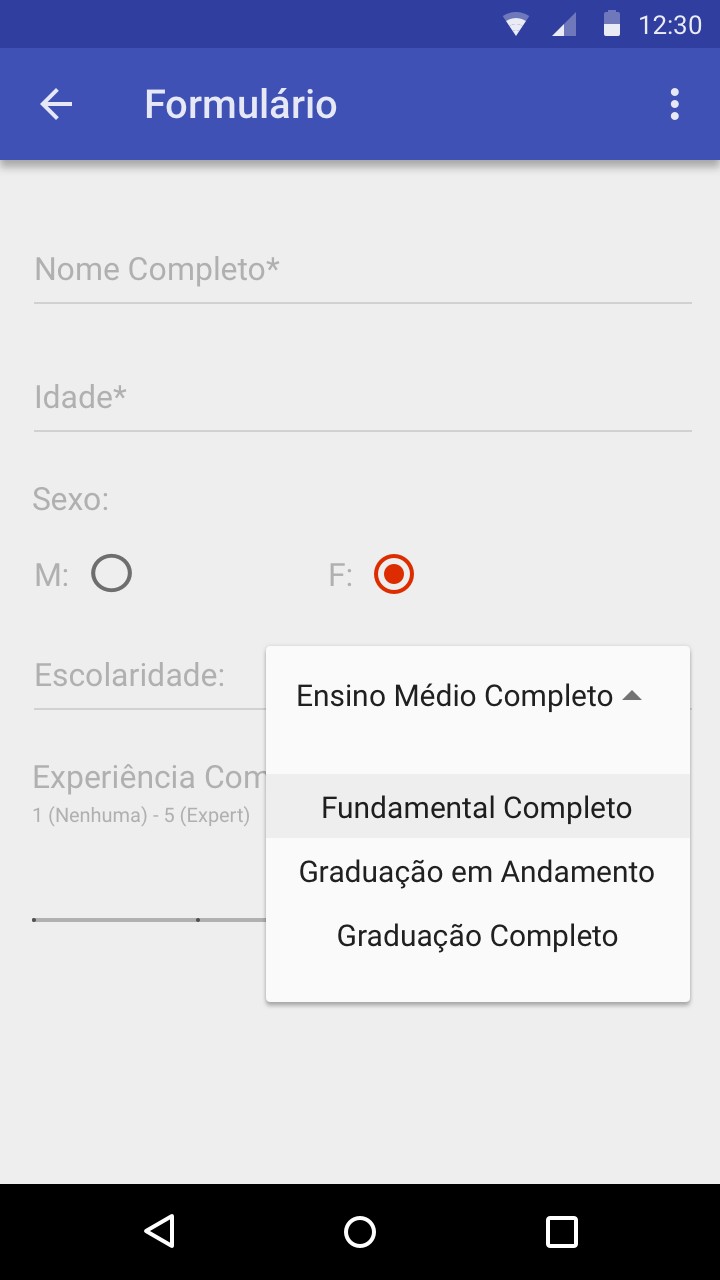 12:30
Formulário
Nome Completo*
Idade*
Sexo:
M: F:
Escolaridade: Ensino Médio Completo
Experiência Com
1 (Nenhuma) - 5 (Expert)
Fundamental Completo
Graduação em Andamento
Graduação Completo